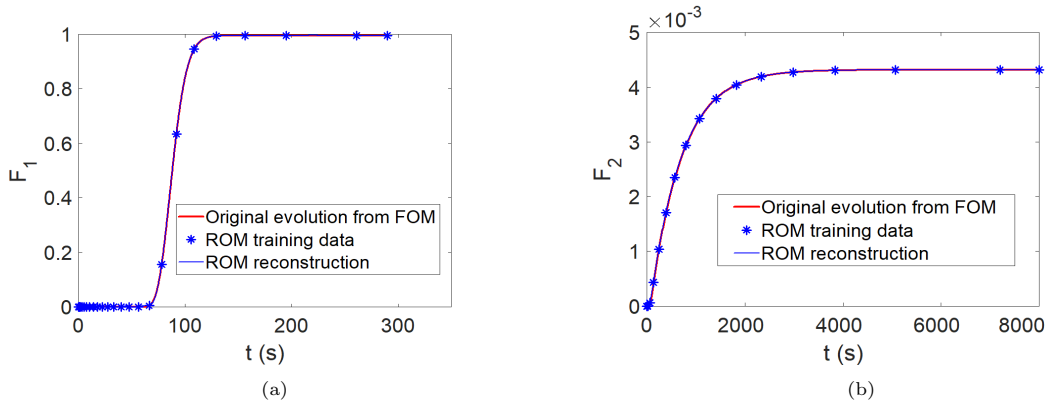 1
0.8
0.6
0.4
0.2
0
F1
Original evolution from FOM
ROM training data
ROM reconstruction
0 100 200 300
t (s)
(a)
5 ×10-3
4
3
2
1
0
F2
Original evolution from FOM
ROM training data
ROM reconstruction
0 2000 4000 6000 8000
t (s)
(b)